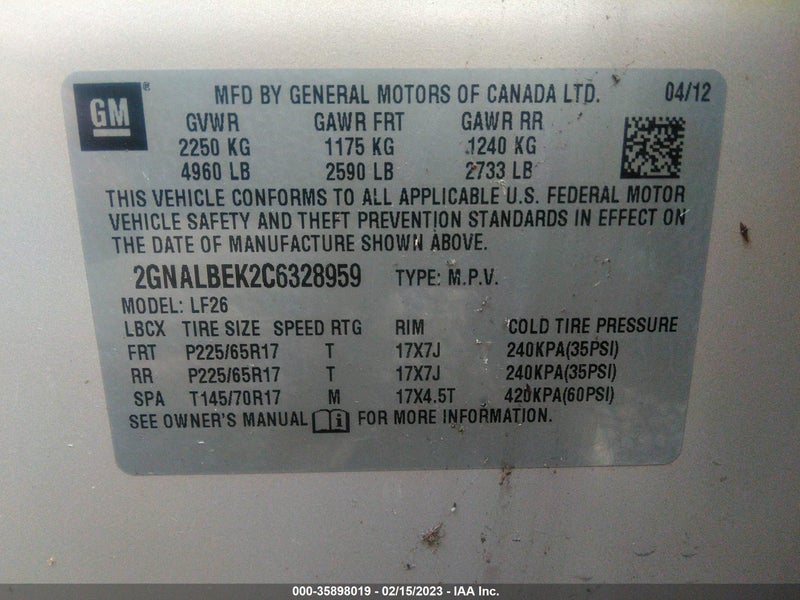 GM® MFD BY GENERAL MOTORS OF CANADA LTD. 04/12
GVWR GAWR FRT GAWR RR
2250 KG 1175 KG 1240 KG
4960 LB 2590 LB 2733 LB
THIS VEHICLE CONFORMS TO ALL APPLICABLE U.S. FEDERAL MOTOR
VEHICLE SAFETY AND THEFT PREVENTION STANDARDS IN EFFECT ON
THE DATE OF MANUFACTURE SHOWN ABOVE.
2GNALBEK2C6328959 TYPE: M.P.V.
MODEL: LF26
LBCX TIRE SIZE SPEED RTG RIM COLD TIRE PRESSURE
FRT P225/65R17 T 17X7J 240KPA(35PSI)
RR P225/65R17 T 17X7J 240KPA(35PSI)
SPA T145/70R17 M 17X4.5T 420KPA(60PSI)
SEE OWNER'S MANUAL i FOR MORE INFORMATION.
000-35898019 - 02/15/2023 - IAA Inc.